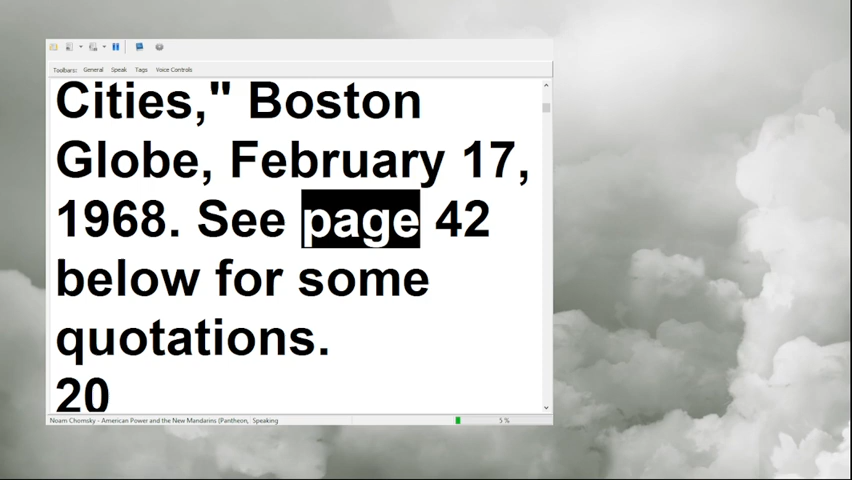 Toolbars: General Speak Tags Voice Controls
Cities," Boston
Globe, February 17,
1968. See page 42
below for some
quotations.
20
Noam Chomsky - American Power and the New Mandarins (Pantheon, Speaking 5 %